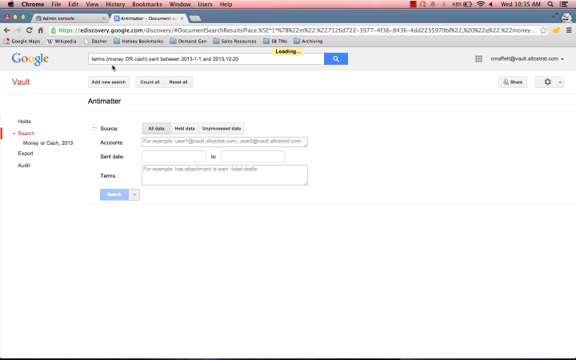 Chrome File Edit View History Bookmarks Window Users Help
48% Wed 10:35 AM
Admin console
Antimatter - Document se
https://ediscovery.google.com/discovery/#DocumentSearchResultsPlace:
Google Maps Wikipedia Dasher Hotkey Bookmarks Demand Gen Sales Resources SB TMs Archiving
Loading...
Google
terms:(money OR cash) sent between 2013-1-1 and 2013-12-20
cmaffett@vault.altostrat.com
Vault
Add new search
Count all
Reset all
Share
Antimatter
Holds
Search
Money or Cash, 2013
Export
Audit
Source: All data Held data Unprocessed data
Accounts: For example: user1@vault.altostrat.com, user2@vault.altostrat.com
Sent date: to
Terms: For example: has:attachment is:sent -label:drafts
Search